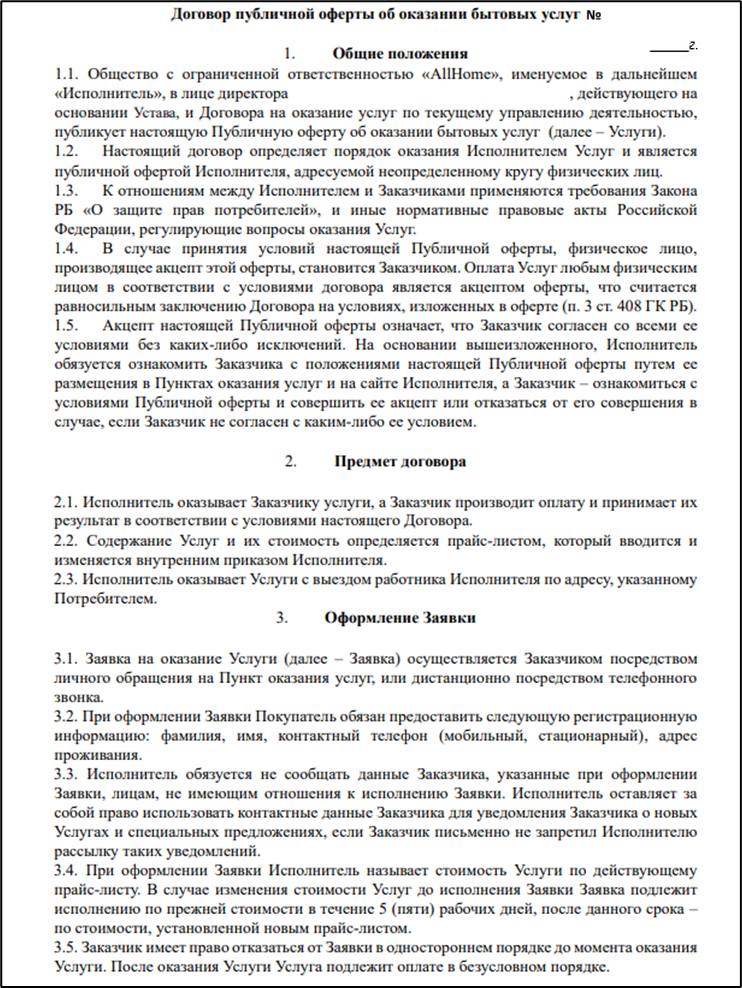 Договор публичной оферты об оказании бытовых услуг №
_____г.
1. Общие положения
1.1. Общество с ограниченной ответственностью «AllHome», именуемое в дальнейшем
«Исполнитель», в лице директора , действующего на
основании Устава, и Договора на оказание услуг по текущему управлению деятельностью,
публикует настоящую Публичную оферту об оказании бытовых услуг (далее – Услуги).
1.2. Настоящий договор определяет порядок оказания Исполнителем Услуг и является
публичной офертой Исполнителя, адресуемой неопределенному кругу физических лиц.
1.3. К отношениям между Исполнителем и Заказчиками применяются требования Закона
РБ «О защите прав потребителей», и иные нормативные правовые акты Российской
Федерации, регулирующие вопросы оказания Услуг.
1.4. В случае принятия условий настоящей Публичной оферты, физическое лицо,
производящее акцепт этой оферты, становится Заказчиком. Оплата Услуг любым физическим
лицом в соответствии с условиями договора является акцептом оферты, что считается
равносильным заключению Договора на условиях, изложенных в оферте (п. 3 ст. 408 ГК РБ).
1.5. Акцепт настоящей Публичной оферты означает, что Заказчик согласен со всеми ее
условиями без каких-либо исключений. На основании вышеизложенного, Исполнитель
обязуется ознакомить Заказчика с положениями настоящей Публичной оферты путем ее
размещения в Пунктах оказания услуг и на сайте Исполнителя, а Заказчик – ознакомиться с
условиями Публичной оферты и совершить ее акцепт или отказаться от его совершения в
случае, если Заказчик не согласен с каким-либо ее условием.
2. Предмет договора
2.1. Исполнитель оказывает Заказчику услуги, а Заказчик производит оплату и принимает их
результат в соответствии с условиями настоящего Договора.
2.2. Содержание Услуг и их стоимость определяется прайс-листом, который вводится и
изменяется внутренним приказом Исполнителя.
2.3. Исполнитель оказывает Услуги с выездом работника Исполнителя по адресу, указанному
Потребителем.
3. Оформление Заявки
3.1. Заявка на оказание Услуги (далее – Заявка) осуществляется Заказчиком посредством
личного обращения на Пункт оказания услуг, или дистанционно посредством телефонного
звонка.
3.2. При оформлении Заявки Покупатель обязан предоставить следующую регистрационную
информацию: фамилия, имя, контактный телефон (мобильный, стационарный), адрес
проживания.
3.3. Исполнитель обязуется не сообщать данные Заказчика, указанные при оформлении
Заявки, лицам, не имеющим отношения к исполнению Заявки. Исполнитель оставляет за
собой право использовать контактные данные Заказчика для уведомления Заказчика о новых
Услугах и специальных предложениях, если Заказчик письменно не запретил Исполнителю
рассылку таких уведомлений.
3.4. При оформлении Заявки Исполнитель называет стоимость Услуги по действующему
прайс-листу. В случае изменения стоимости Услуг до исполнения Заявки Заявка подлежит
исполнению по прежней стоимости в течение 5 (пяти) рабочих дней, после данного срока –
по стоимости, установленной новым прайс-листом.
3.5. Заказчик имеет право отказаться от Заявки в одностороннем порядке до момента оказания
Услуги. После оказания Услуги Услуга подлежит оплате в безусловном порядке.